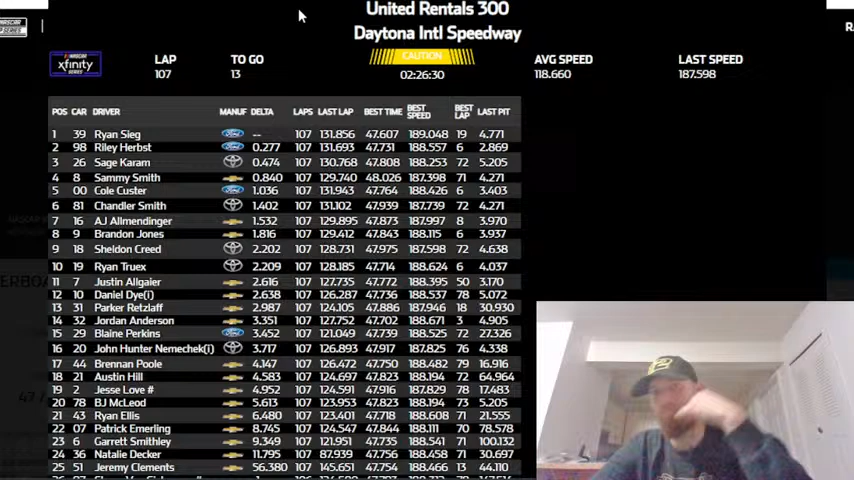 United Rentals 300
Daytona Intl Speedway
NASCAR
xfinity
SERIES
LAP TO GO CAUTION AVG SPEED LAST SPEED
107 13 02:26:30 118.660 187.598
POS CAR DRIVER MANUF DELTA LAPS LAST LAP BEST TIME BEST SPEED BEST LAP LAST PIT
1 39 Ryan Sieg Ford -- 107 131.856 47.607 189.048 19 4.771
2 98 Riley Herbst Ford 0.277 107 131.693 47.731 188.557 6 2.869
3 26 Sage Karam 0.474 107 130.768 47.808 188.253 72 5.205
4 8 Sammy Smith 0.840 107 129.740 48.026 187.398 71 4.271
5 00 Cole Custer Ford 1.036 107 131.943 47.764 188.426 6 3.403
6 81 Chandler Smith 1.402 107 131.102 47.939 187.739 72 4.271
7 16 AJ Allmendinger 1.532 107 129.895 47.873 187.997 8 3.970
8 9 Brandon Jones 1.816 107 129.412 47.843 188.115 6 3.937
9 18 Sheldon Creed 2.202 107 128.731 47.975 187.598 72 4.638
10 19 Ryan Truex 2.209 107 128.185 47.714 188.624 6 4.037
11 7 Justin Allgaier 2.616 107 127.735 47.772 188.395 50 3.170
12 10 Daniel Dye(i) 2.638 107 126.287 47.736 188.537 78 5.072
13 31 Parker Retzlaff 2.987 107 124.105 47.886 187.946 18 30.930
14 32 Jordan Anderson 3.351 107 127.752 47.702 188.671 3 4.905
15 29 Blaine Perkins Ford 3.452 107 121.049 47.739 188.525 72 27.326
16 20 John Hunter Nemechek(i) 3.717 107 126.893 47.917 187.825 76 4.338
17 44 Brennan Poole 4.147 107 126.472 47.750 188.482 79 16.916
18 21 Austin Hill 4.583 107 124.697 47.823 188.194 72 64.964
19 2 Jesse Love # 4.952 107 124.591 47.916 187.829 78 17.483
20 78 BJ McLeod 5.613 107 123.953 47.823 188.194 73 5.205
21 43 Ryan Ellis 6.480 107 123.401 47.718 188.608 71 21.555
22 07 Patrick Emerling 8.745 107 124.547 47.844 188.111 70 78.578
23 6 Garrett Smithley 9.349 107 121.951 47.735 188.541 71 100.132
24 36 Natalie Decker 11.795 107 87.939 47.756 188.458 71 30.697
25 51 Jeremy Clements 56.380 107 145.651 47.754 188.466 13 44.110